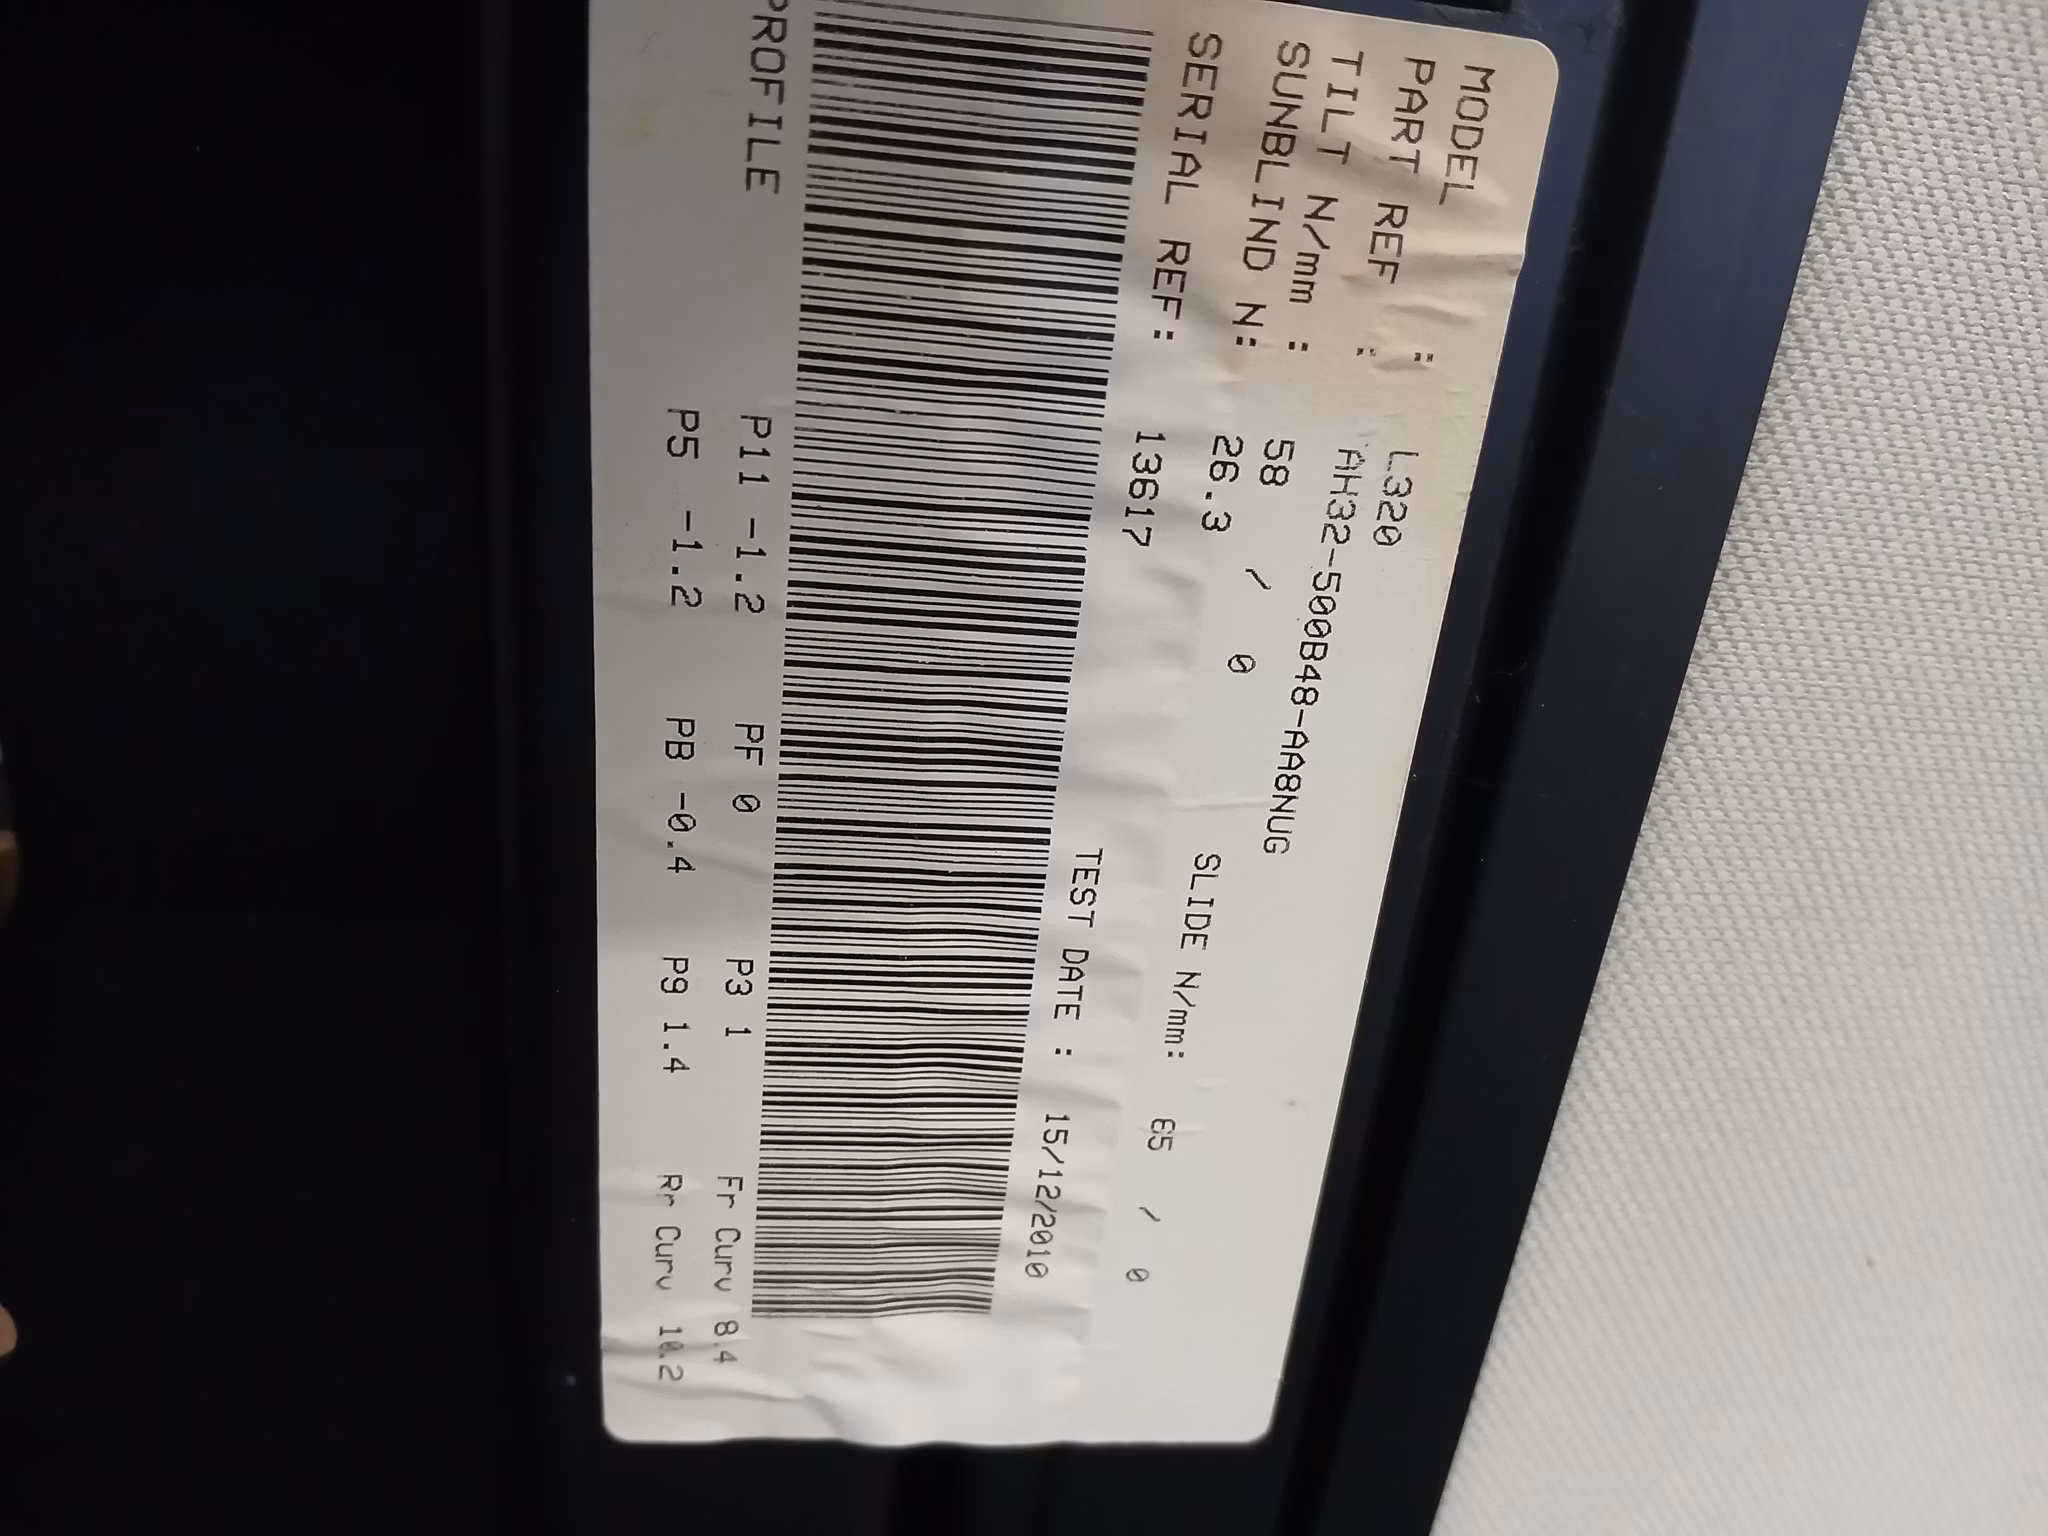 MODEL : L320
PART REF : AH32-500B48-AA8NUG
TILT N/mm : 58 / 0 SLIDE N/mm: 65 / 0
SUNBLIND N: 26.3
SERIAL REF: 13617 TEST DATE : 15/12/2010
PROFILE P11 -1.2 PF 0 P3 1 Fr Curv 8.4
P5 -1.2 PB -0.4 P9 1.4 Rr Curv 10.2